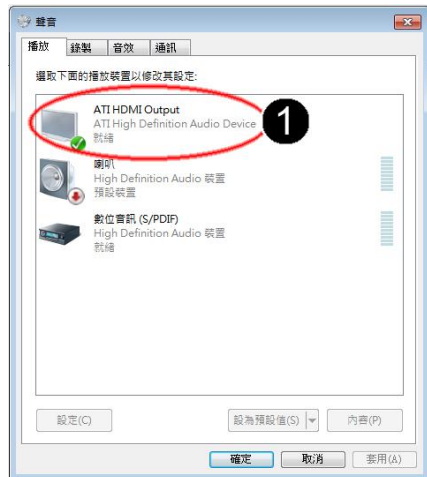 聲音
播放 錄製 音效 通訊
選取下面的播放裝置以修改其設定:
ATI HDMI Output
ATI High Definition Audio Device
就緒
1
喇叭
High Definition Audio 裝置
預設裝置
數位音訊 (S/PDIF)
High Definition Audio 裝置
就緒
設定(C) 設為預設值(S) 內容(P)
確定 取消 套用(A)